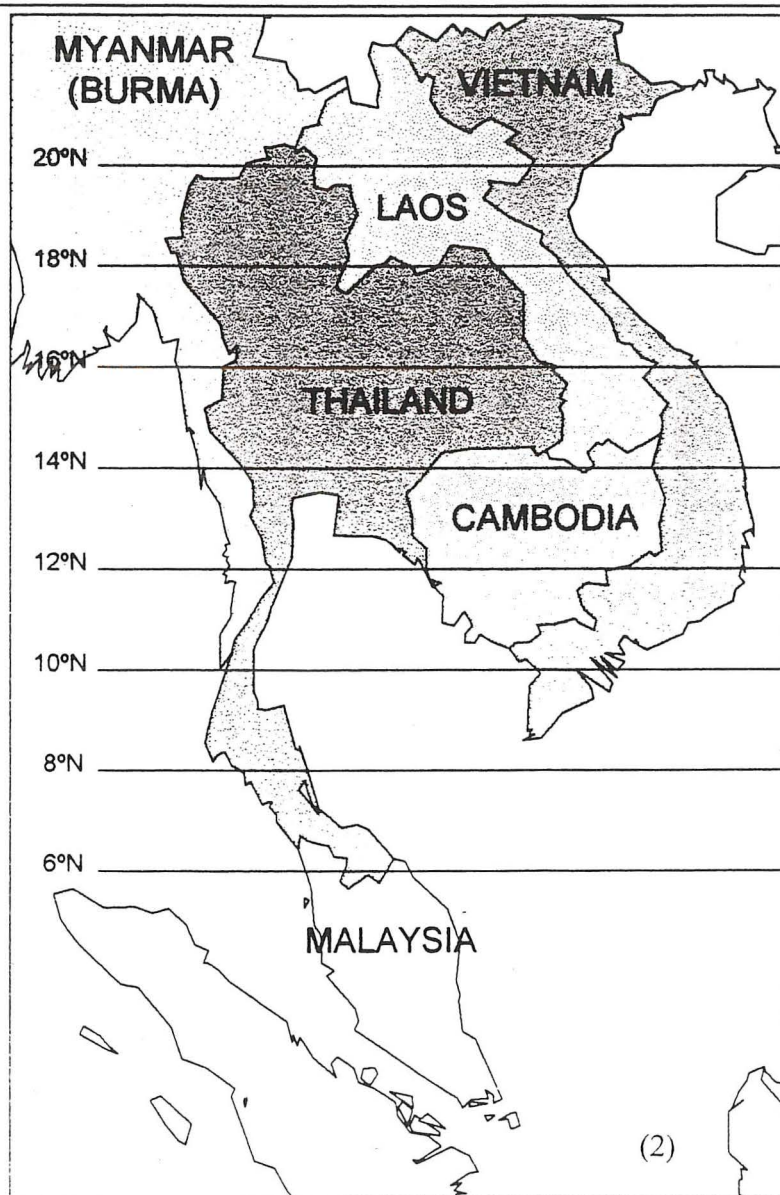 MYANMAR
(BURMA)
VIETNAM
20ºN
LAOS
18ºN
16ºN
THAILAND
14ºN
CAMBODIA
12ºN
10ºN
8ºN
6ºN
MALAYSIA
(2)